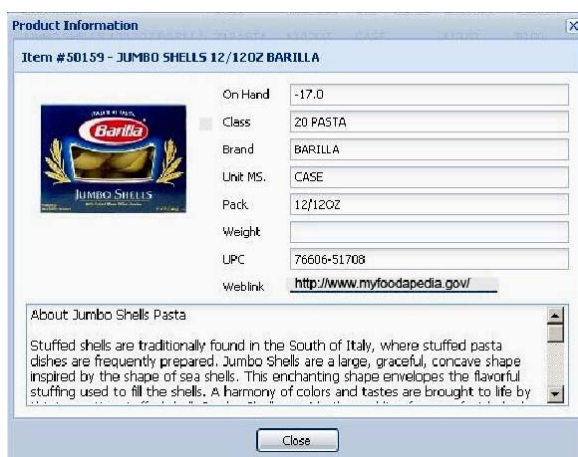 Product Information
Item #50159 - JUMBO SHELLS 12/12OZ BARILLA
On Hand -17.0
Class 20 PASTA
Brand BARILLA
Unit MS. CASE
Pack 12/12OZ
Weight
UPC 76606-51708
Weblink http://www.myfoodapedia.gov/
Barilla
JUMBO SHELLS
About Jumbo Shells Pasta
Stuffed shells are traditionally found in the South of Italy, where stuffed pasta
dishes are frequently prepared. Jumbo Shells are a large, graceful, concave shape
inspired by the shape of sea shells. This enchanting shape envelopes the flavorful
stuffing used to fill the shells. A harmony of colors and tastes are brought to life by
Close